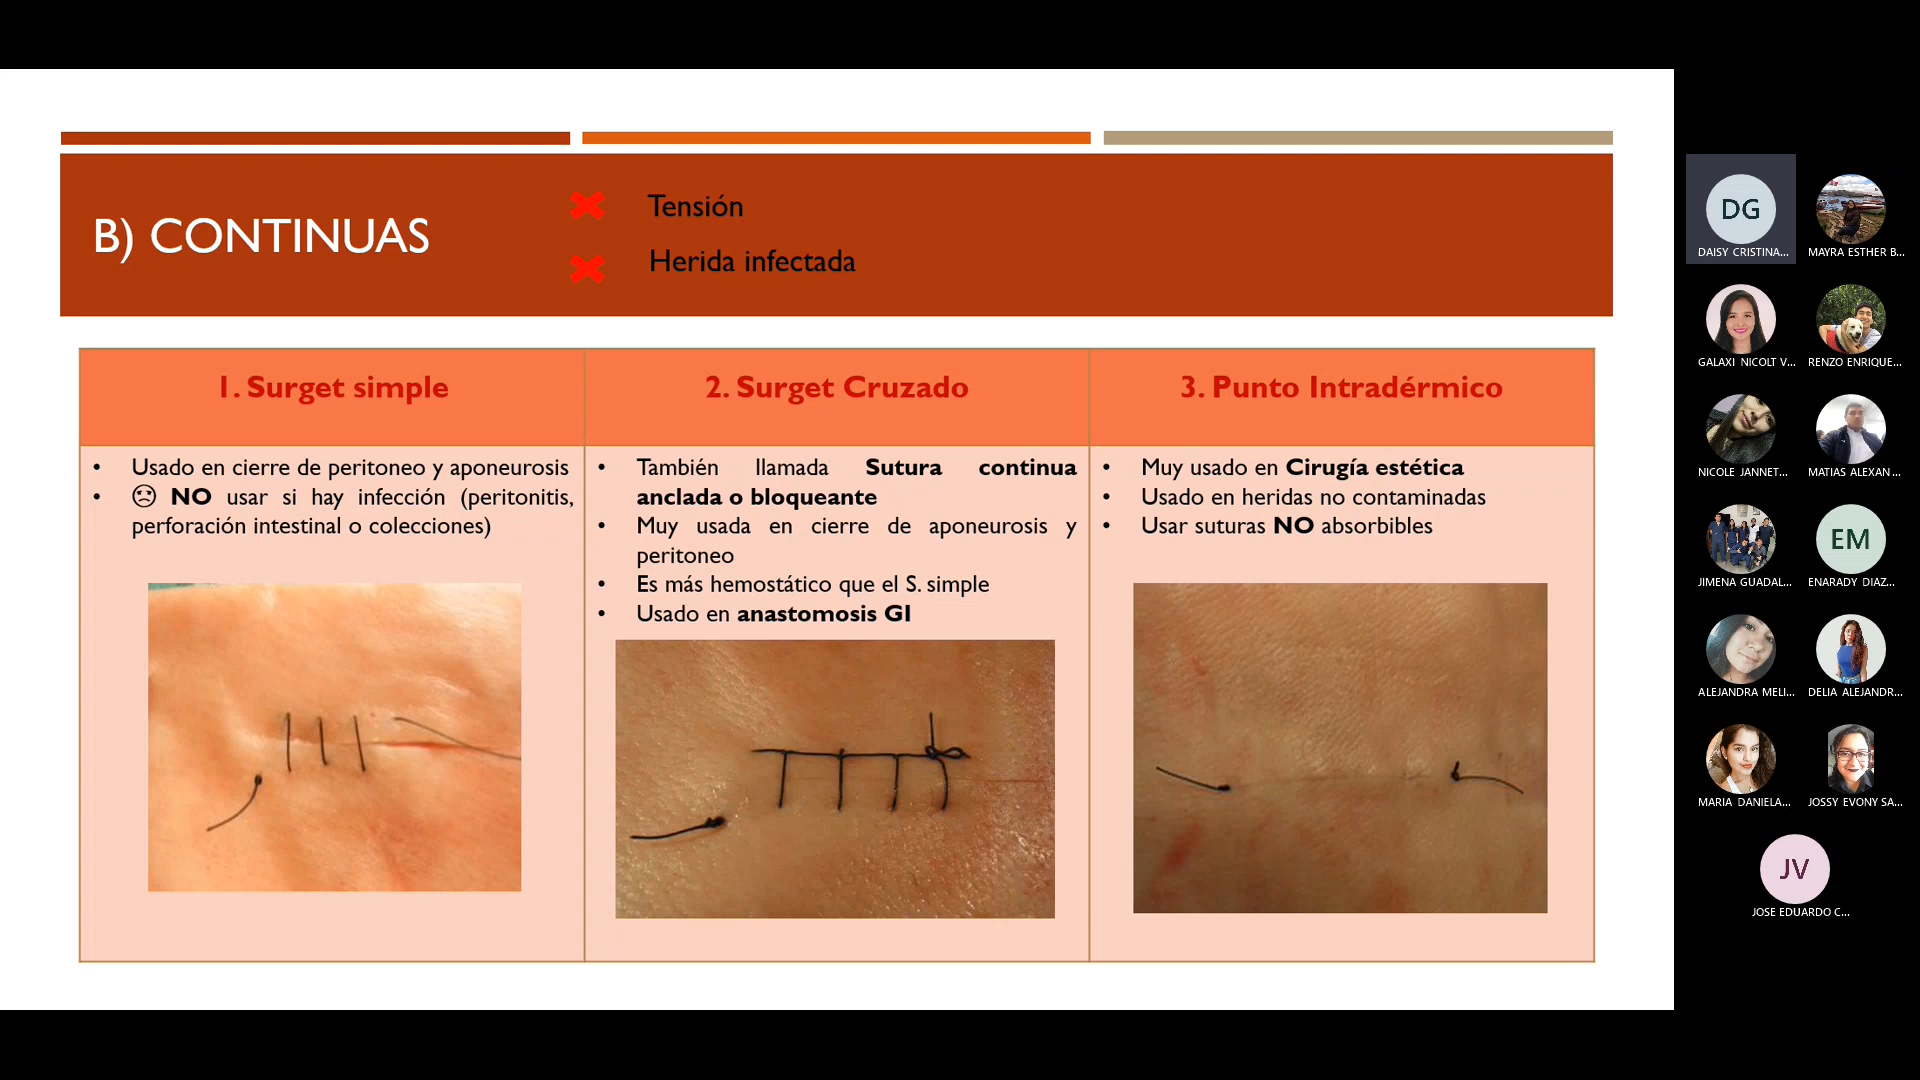 B) CONTINUAS
Tensión
Herida infectada
1. Surget simple
• Usado en cierre de peritoneo y aponeurosis
• NO usar si hay infección (peritonitis,
perforación intestinal o colecciones)
2. Surget Cruzado
• También llamada Sutura continua
anclada o bloqueante
• Muy usada en cierre de aponeurosis y
peritoneo
• Es más hemostático que el S. simple
• Usado en anastomosis GI
3. Punto Intradérmico
• Muy usado en Cirugía estética
• Usado en heridas no contaminadas
• Usar suturas NO absorbibles
DG
DAISY CRISTINA...
MAYRA ESTHER B...
GALAXI NICOLT V...
RENZO ENRIQUE...
NICOLE JANNET...
MATIAS ALEXAN...
JIMENA GUADAL...
EM
ENARADY DIAZ...
ALEJANDRA MELI...
DELIA ALEJANDR...
MARIA DANIELA...
JOSSY EVONY SA...
JV
JOSE EDUARDO C...